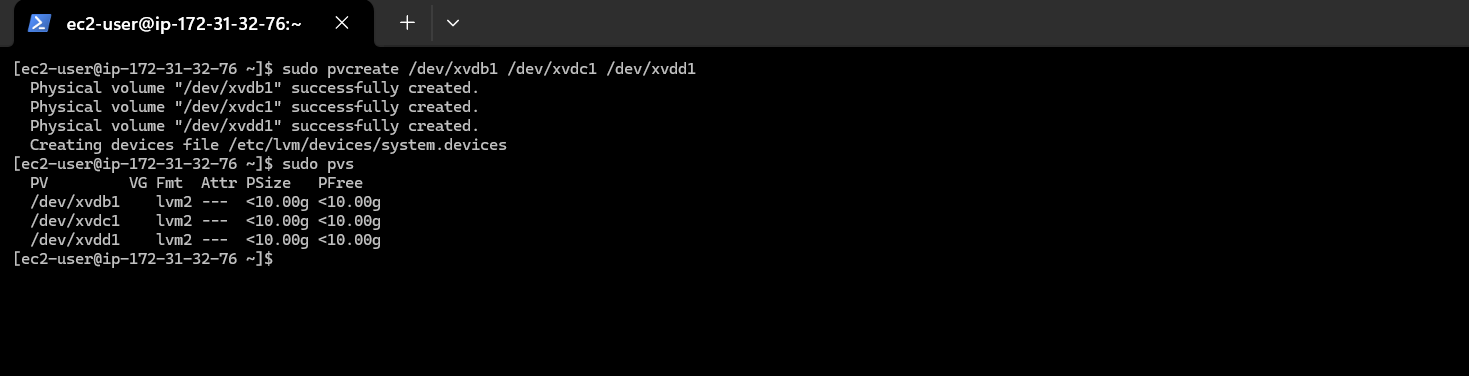 ec2-user@ip-172-31-32-76:~
[ec2-user@ip-172-31-32-76 ~]$ sudo pvcreate /dev/xvdb1 /dev/xvdc1 /dev/xvdd1
  Physical volume "/dev/xvdb1" successfully created.
  Physical volume "/dev/xvdc1" successfully created.
  Physical volume "/dev/xvdd1" successfully created.
  Creating devices file /etc/lvm/devices/system.devices
[ec2-user@ip-172-31-32-76 ~]$ sudo pvs
  PV         VG Fmt  Attr PSize   PFree
  /dev/xvdb1    lvm2 ---  <10.00g <10.00g
  /dev/xvdc1    lvm2 ---  <10.00g <10.00g
  /dev/xvdd1    lvm2 ---  <10.00g <10.00g
[ec2-user@ip-172-31-32-76 ~]$